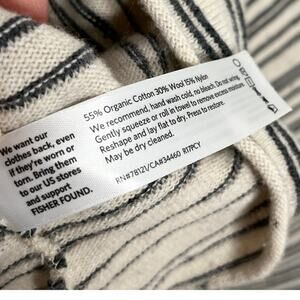 55% Organic Cotton 30% Wool 15% Nylon
We recommend, hand wash cold, no bleach. Do not wring.
Gently squeeze or roll in towel to remove excess moisture.
Reshape and lay flat to dry. Press to restore.
May be dry cleaned.
RN#78121/CA#34460 R1TPCY
We want our
clothes back, even
if they're worn or
torn. Bring them
to our US stores
and support
FISHER FOUND.